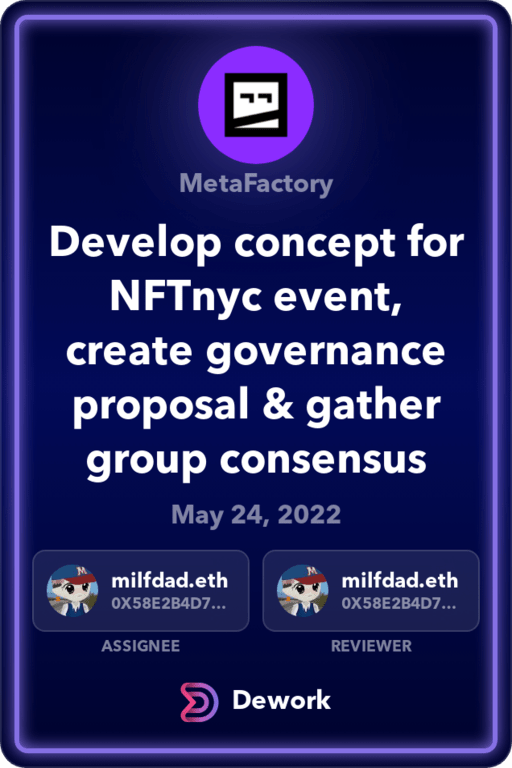 MetaFactory
Develop concept for
NFTnyc event,
create governance
proposal & gather
group consensus
May 24, 2022
milfdad.eth
0X58E2B4D7...
ASSIGNEE
milfdad.eth
0X58E2B4D7...
REVIEWER
Dework